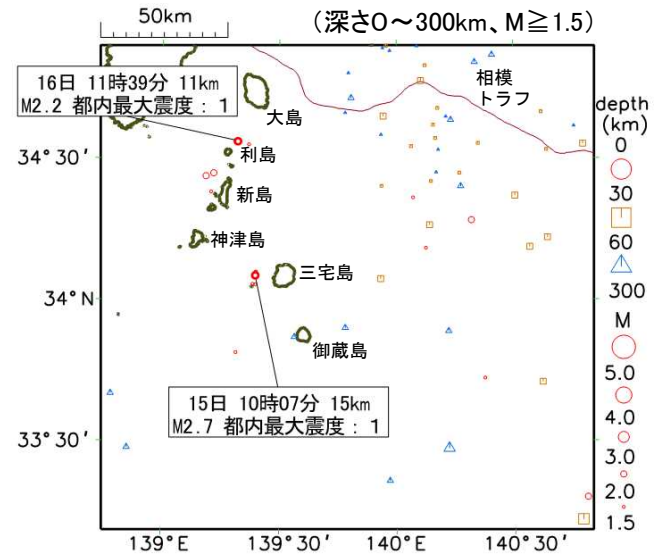 50km
(深さ0～300km、M≧1.5)
16日 11時39分 11km
M2.2 都内最大震度：1
相模
トラフ
大島
利島
新島
神津島
三宅島
御蔵島
15日 10時07分 15km
M2.7 都内最大震度：1
34°30′
34°N
33°30′
139°E
139°30′
140°E
140°30′
depth
(km)
0
30
60
300
M
5.0
4.0
3.0
2.0
1.5